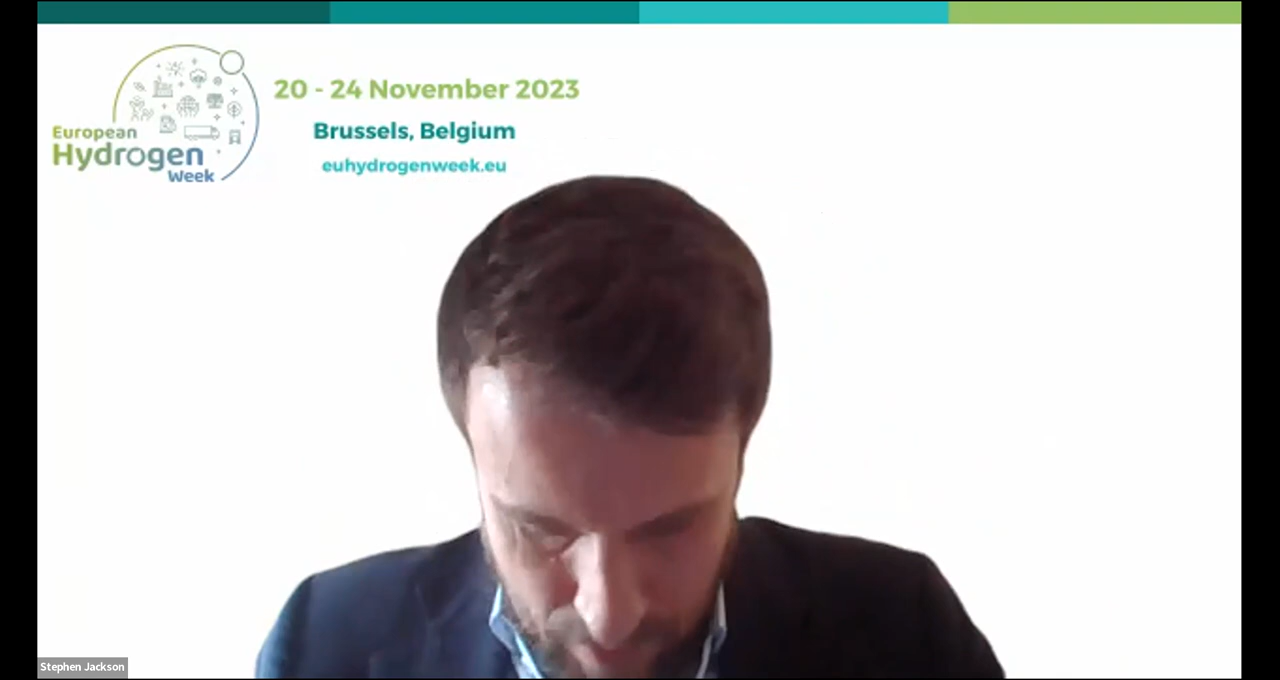 20 - 24 November 2023
European
Hydrogen
Week
Brussels, Belgium
euhydrogenweek.eu
Stephen Jackson